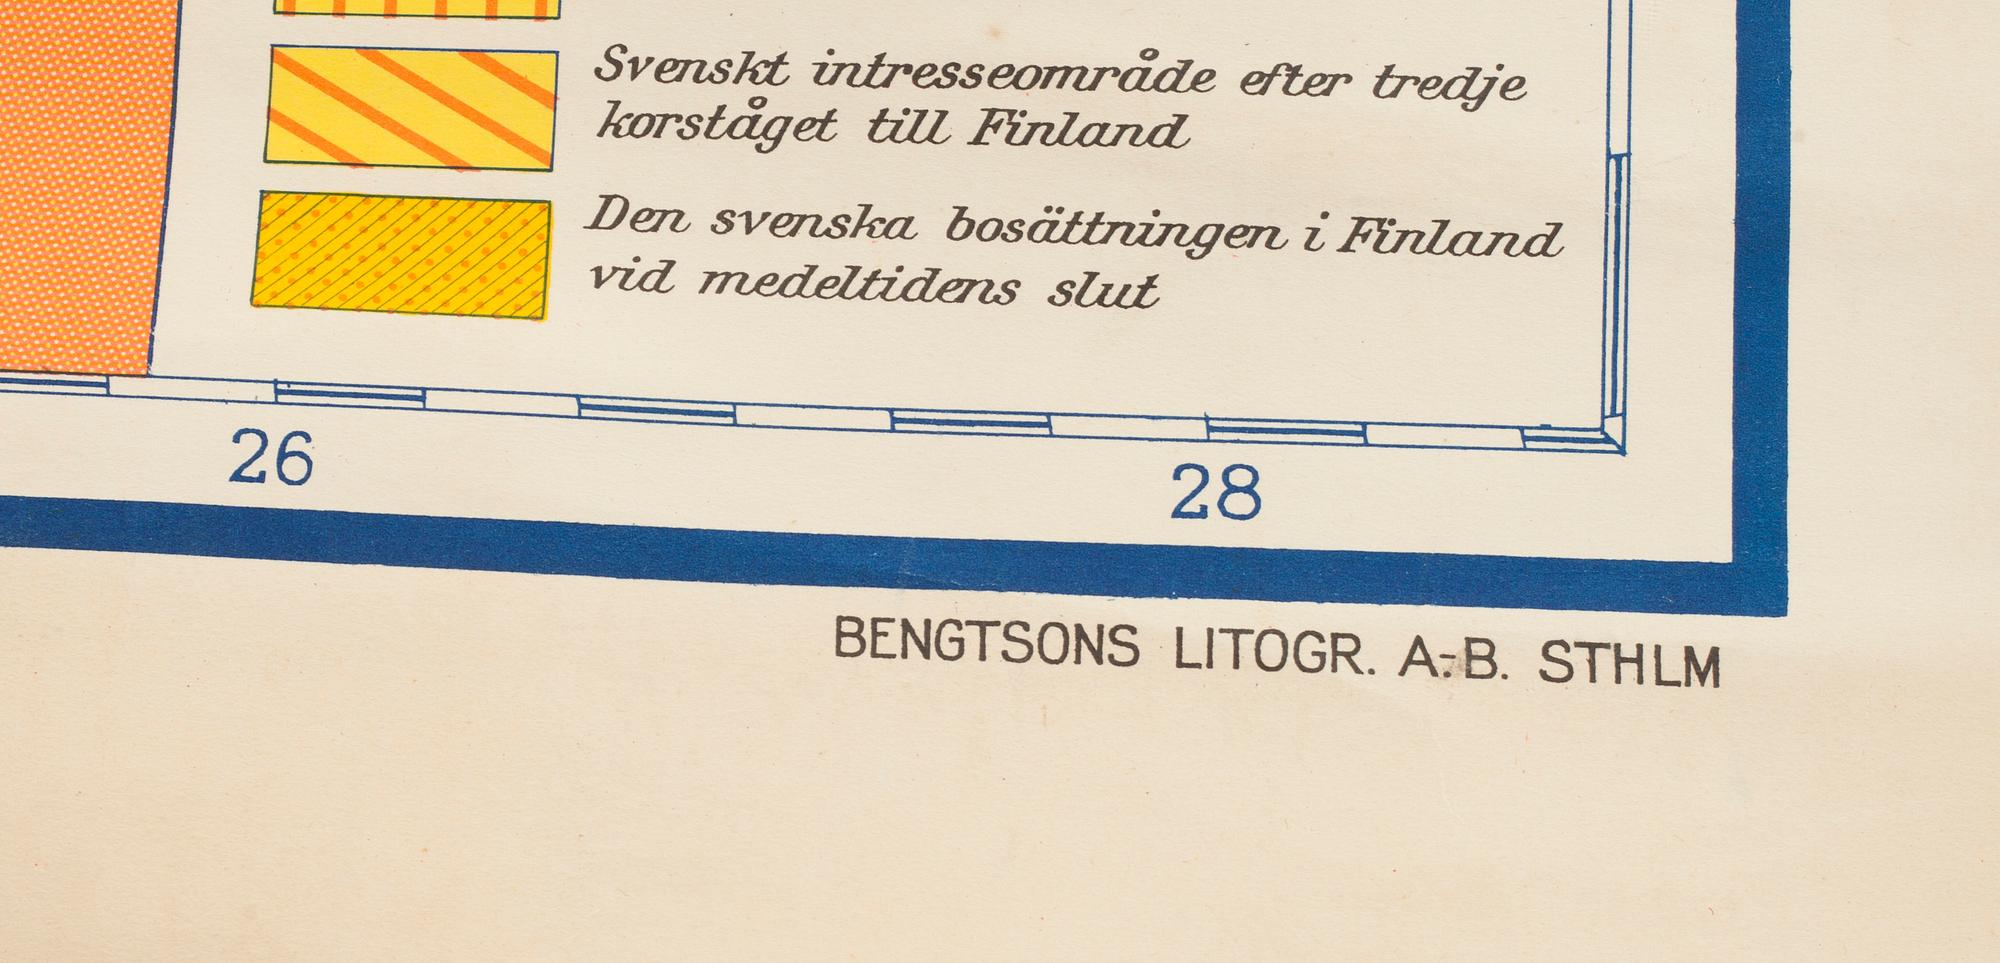 Svenskt intresseområde efter tredje
korståget till Finland
Den svenska bosättningen i Finland
vid medeltidens slut
26
28
BENGTSONS LITOGR. A-B. STHLM